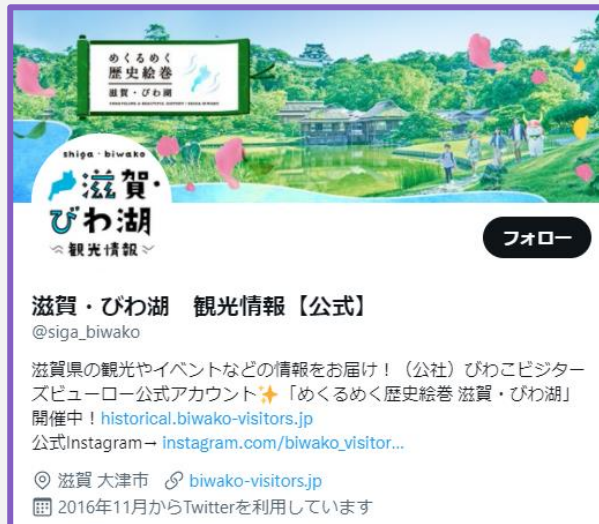 めくるめく
歴史絵巻
滋賀・びわ湖
shiga・biwako
滋賀・
びわ湖
～観光情報～
フォロー
滋賀・びわ湖　観光情報【公式】
@siga_biwako
滋賀県の観光やイベントなどの情報をお届け！（公社）びわこビジター
ズビューロー公式アカウント✨「めくるめく歴史絵巻 滋賀・びわ湖」
開催中！historical.biwako-visitors.jp
公式Instagram→ instagram.com/biwako_visitor...
滋賀 大津市 biwako-visitors.jp
2016年11月からTwitterを利用しています